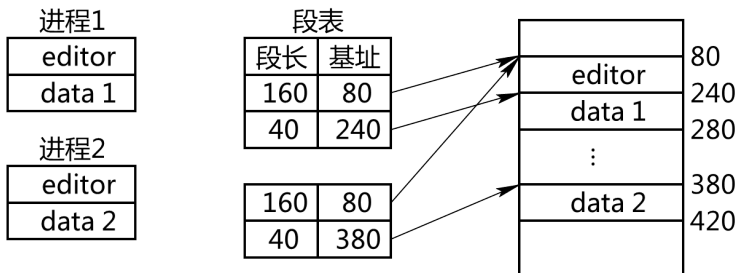 进程1
editor
data 1
进程2
editor
data 2
段表
段长 基址
160 80
40 240
160 80
40 380
80
editor
240
data 1
280
⋮
380
data 2
420